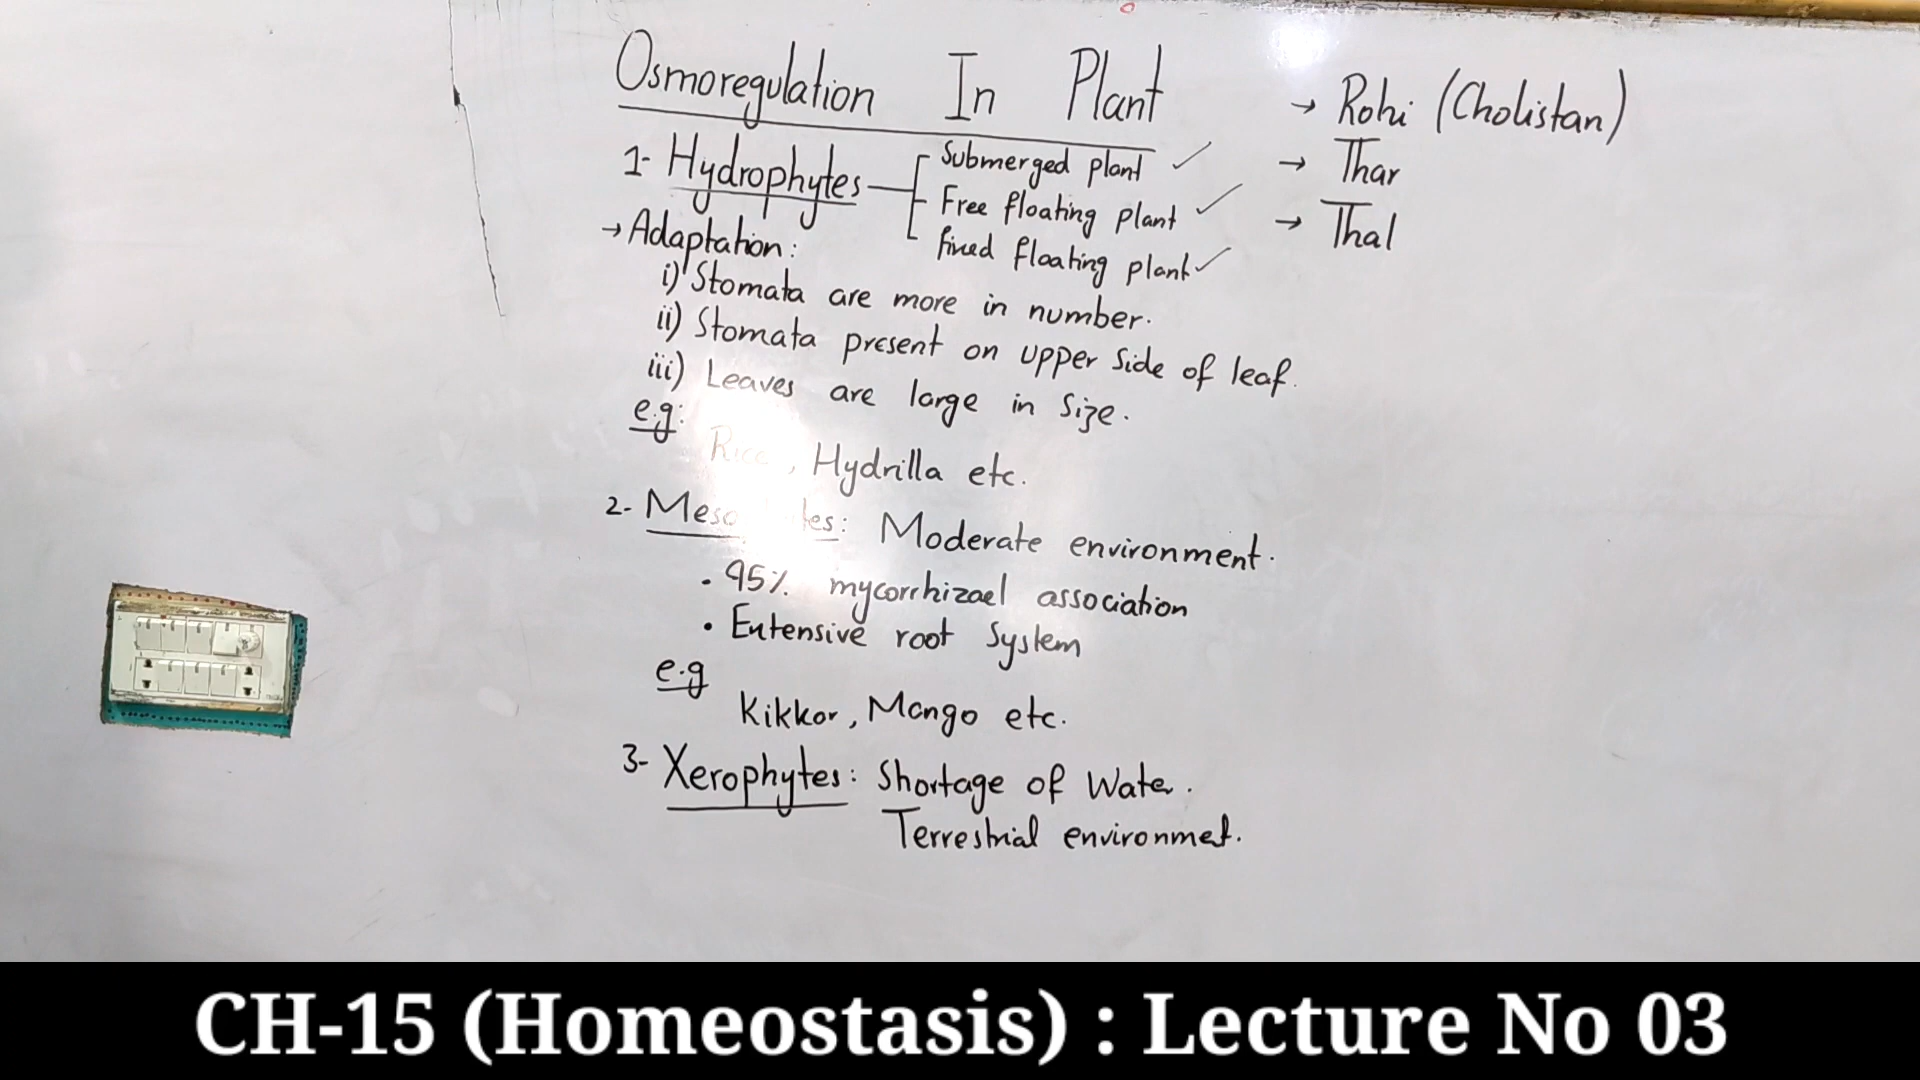 Osmoregulation In Plant
1- Hydrophytes
Submerged plant ✓
Free floating plant ✓
fixed floating plant ✓
→ Adaptation:
i) Stomata are more in number.
ii) Stomata present on upper side of leaf.
iii) Leaves are large in size.
e.g:
Rice, Hydrilla etc.
2- : Moderate environment.
• 95% mycorrhizael association
• Extensive root system
e.g
Kikkor, Mango etc.
3- Xerophytes: Shortage of Water.
Terrestrial environmet.
→ Rohi (Cholistan)
→ Thar
→ Thal
CH-15 (Homeostasis) : Lecture No 03